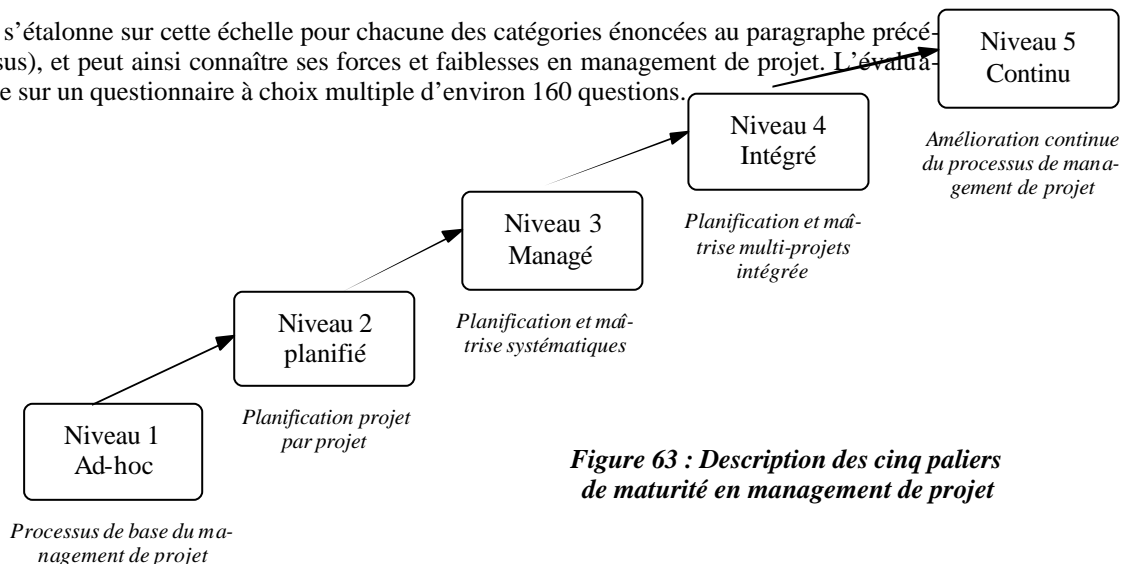 s’étalonne sur cette échelle pour chacune des catégories énoncées au paragraphe précé-
sus), et peut ainsi connaître ses forces et faiblesses en management de projet. L’évalua-
e sur un questionnaire à choix multiple d’environ 160 questions.
Niveau 5
Continu
Amélioration continue
du processus de mana-
gement de projet
Niveau 4
Intégré
Planification et maî-
trise multi-projets
intégrée
Niveau 3
Managé
Planification et maî-
trise systématiques
Niveau 2
planifié
Planification projet
par projet
Niveau 1
Ad-hoc
Processus de base du ma-
nagement de projet
Figure 63 : Description des cinq paliers
de maturité en management de projet